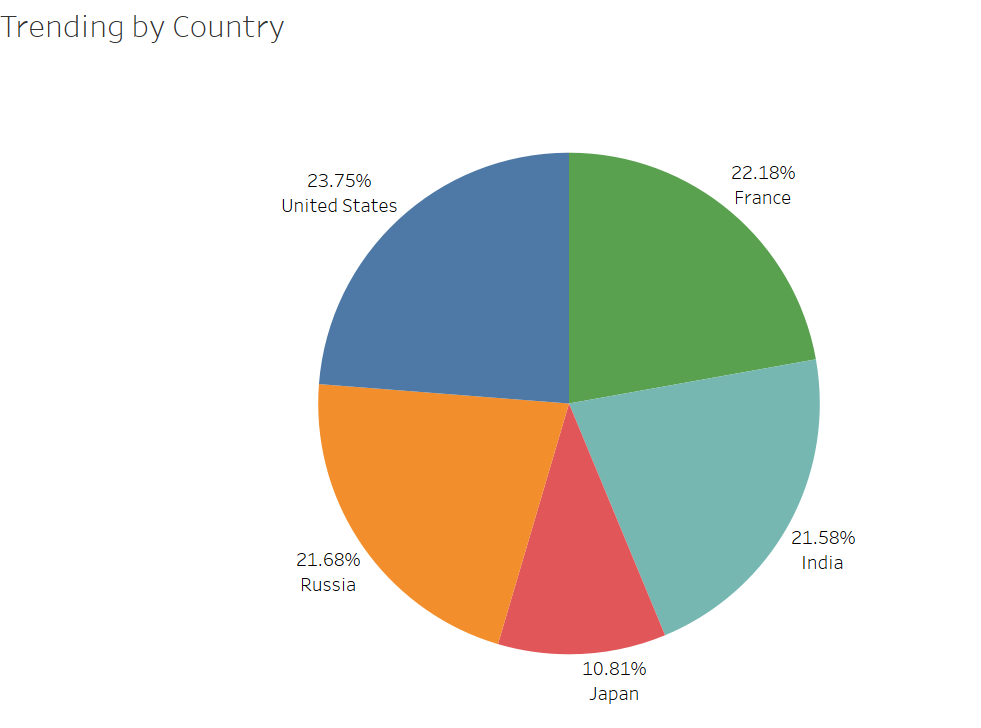 Trending by Country
23.75%
United States
22.18%
France
21.58%
India
21.68%
Russia
10.81%
Japan